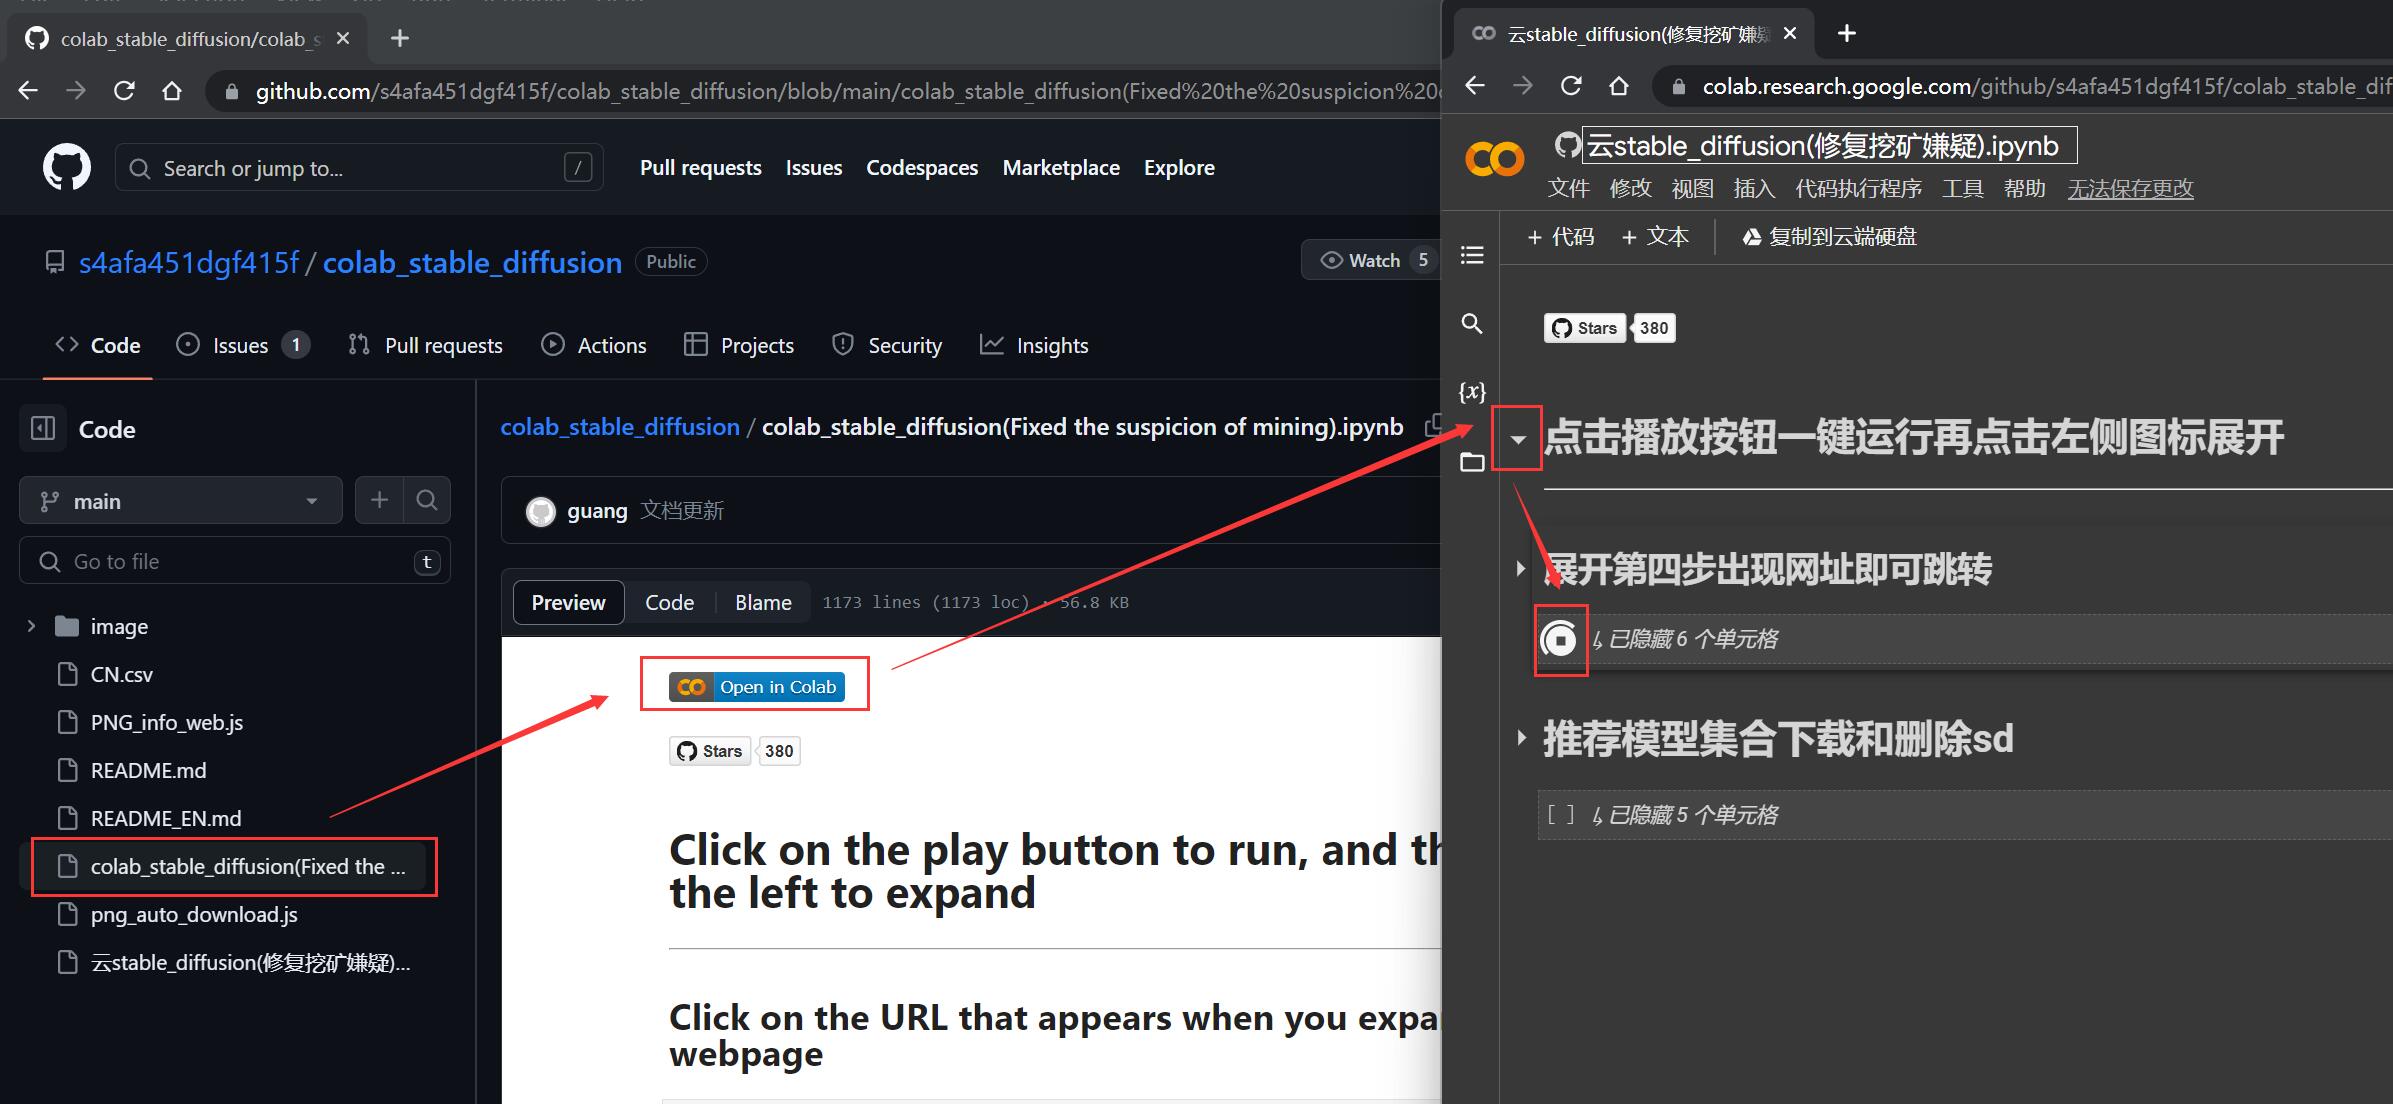 colab_stable_diffusion/colab_s
github.com/s4afa451dgf415f/colab_stable_diffusion/blob/main/colab_stable_diffusion(Fixed%20the%20suspicion%20
Search or jump to...
/
Pull requests
Issues
Codespaces
Marketplace
Explore
s4afa451dgf415f / colab_stable_diffusion
Public
Watch 5
Code
Issues 1
Pull requests
Actions
Projects
Security
Insights
Code
main
Go to file
t
image
CN.csv
PNG_info_web.js
README.md
README_EN.md
colab_stable_diffusion(Fixed the ...
png_auto_download.js
云stable_diffusion(修复挖矿嫌疑)...
colab_stable_diffusion / colab_stable_diffusion(Fixed the suspicion of mining).ipynb
guang 文档更新
Preview
Code
Blame
1173 lines (1173 loc) · 56.8 KB
Open in Colab
Stars 380
Click on the play button to run, and th
the left to expand
Click on the URL that appears when you expa
webpage
云stable_diffusion(修复挖矿嫌疑
colab.research.google.com/github/s4afa451dgf415f/colab_stable_dif
云stable_diffusion(修复挖矿嫌疑).ipynb
文件 修改 视图 插入 代码执行程序 工具 帮助 无法保存更改
+ 代码 + 文本 复制到云端硬盘
Stars 380
{x}
点击播放按钮一键运行再点击左侧图标展开
展开第四步出现网址即可跳转
已隐藏 6 个单元格
推荐模型集合下载和删除sd
[ ] 已隐藏 5 个单元格